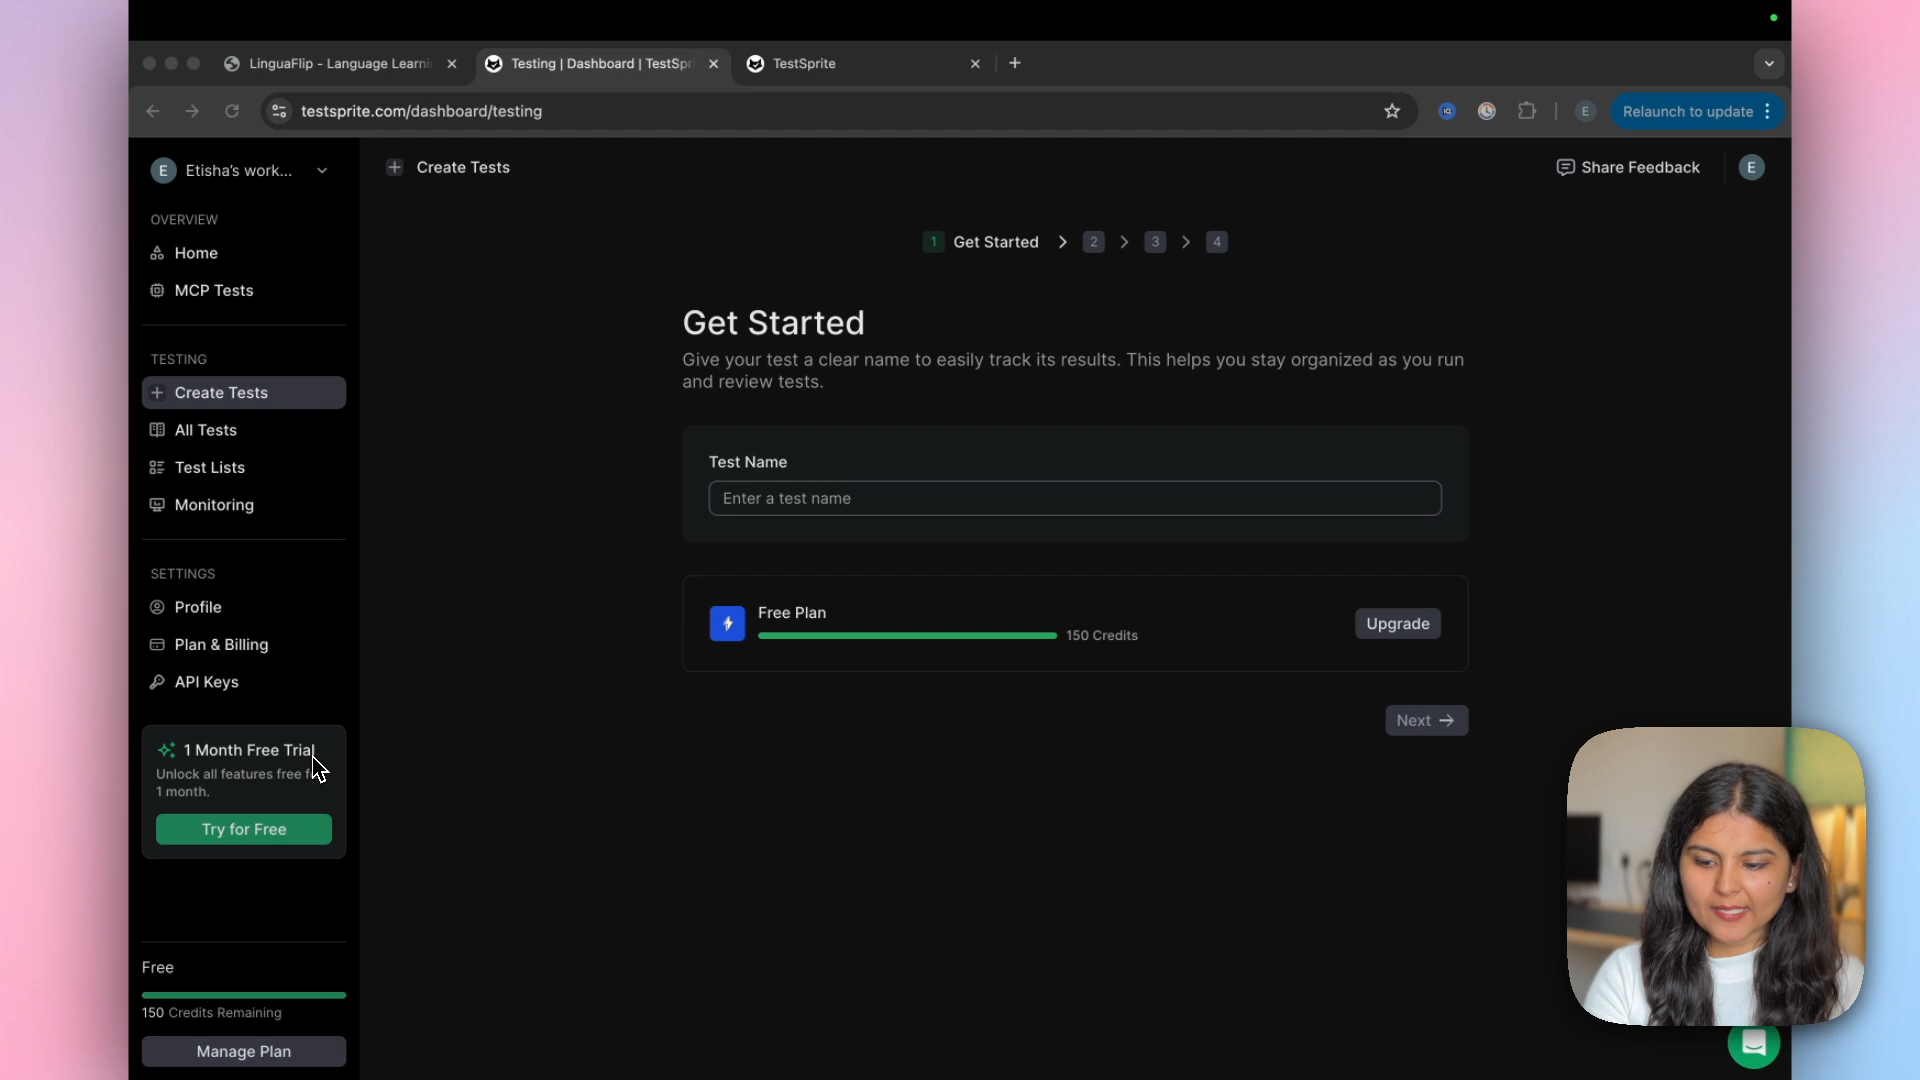 LinguaFlip - Language Learni
Testing | Dashboard | TestSpr
TestSprite
testsprite.com/dashboard/testing
E
Relaunch to update
E
Etisha's work...
Create Tests
Share Feedback
E
OVERVIEW
Home
MCP Tests
TESTING
Create Tests
All Tests
Test Lists
Monitoring
SETTINGS
Profile
Plan & Billing
API Keys
1 Month Free Trial
Unlock all features free f
1 month.
Try for Free
Free
150 Credits Remaining
Manage Plan
1 Get Started 2 3 4
Get Started
Give your test a clear name to easily track its results. This helps you stay organized as you run
and review tests.
Test Name
Enter a test name
Free Plan
150 Credits
Upgrade
Next